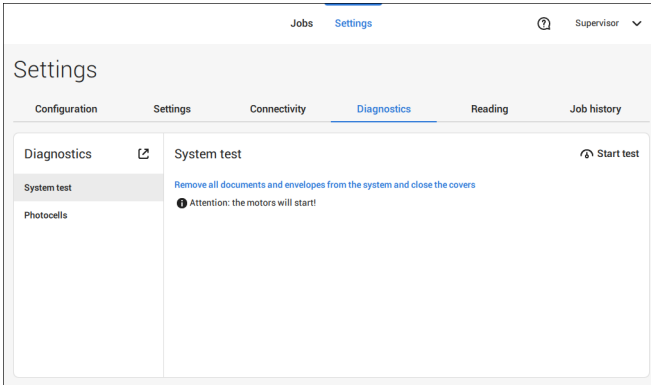 Jobs Settings Supervisor
Settings
Configuration Settings Connectivity Diagnostics Reading Job history
Diagnostics System test Start test
System test Remove all documents and envelopes from the system and close the covers
Attention: the motors will start!
Photocells